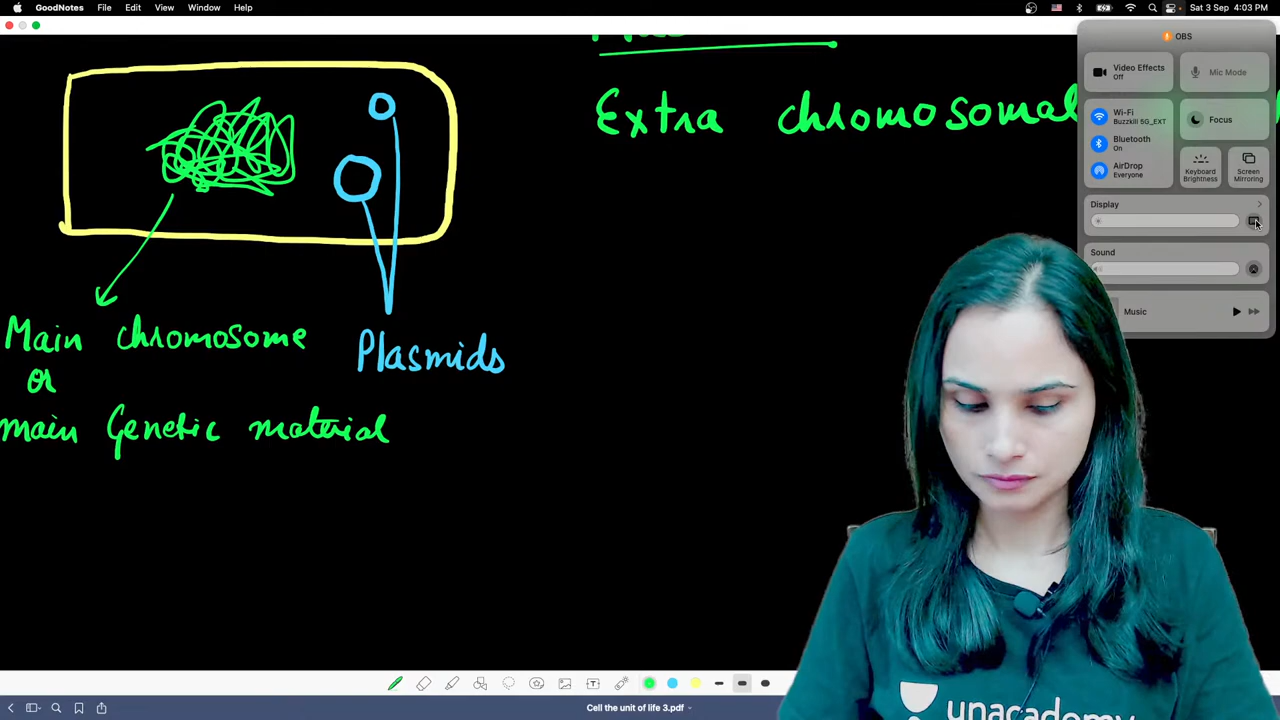 GoodNotes File Edit View Window Help Sat 3 Sep 4:03 PM
OBS
Video Effects
Off
Mic Mode
Wi-Fi
Buzzkill 5G_EXT
Focus
Bluetooth
On
AirDrop
Everyone
Keyboard
Brightness
Screen
Mirroring
Display
Sound
Music
Extra chromosomal
Main chromosome
or
main Genetic material
Plasmids
Cell the unit of life 3.pdf
unacademy